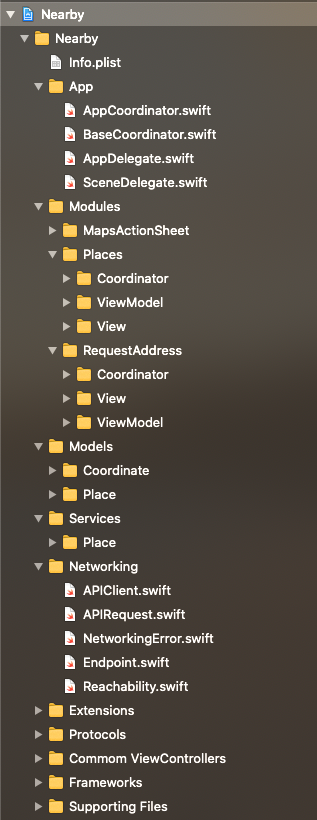 Nearby
Nearby
Info.plist
App
AppCoordinator.swift
BaseCoordinator.swift
AppDelegate.swift
SceneDelegate.swift
Modules
MapsActionSheet
Places
Coordinator
ViewModel
View
RequestAddress
Coordinator
View
ViewModel
Models
Coordinate
Place
Services
Place
Networking
APIClient.swift
APIRequest.swift
NetworkingError.swift
Endpoint.swift
Reachability.swift
Extensions
Protocols
Commom ViewControllers
Frameworks
Supporting Files